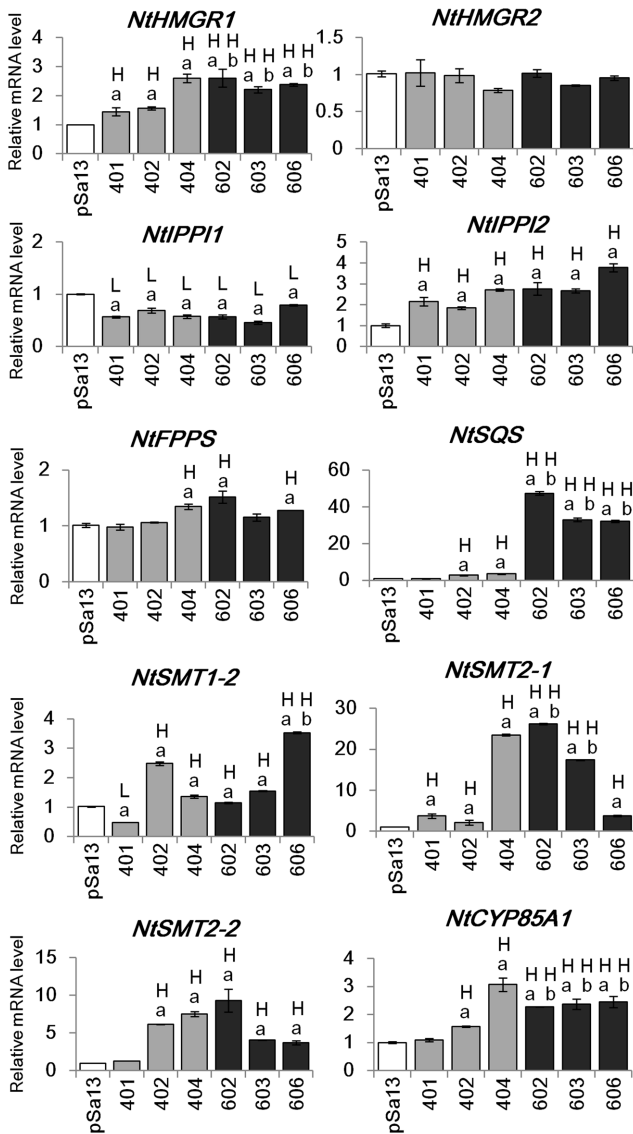 NtHMGR1
Relative mRNA level
4
3
2
1
0
H
a
H
a
H
a
H H
a b
H H
a b
H H
a b
pSa13
401
402
404
602
603
606
NtHMGR2
1.5
1
0.5
0
pSa13
401
402
404
602
603
606
NtIPPI1
Relative mRNA level
2
1
0
L
a
L
a
L
a
L
a
L
a
L
a
pSa13
401
402
404
602
603
606
NtIPPI2
5
4
3
2
1
0
H
a
H
a
H
a
H
a
H
a
H
a
pSa13
401
402
404
602
603
606
NtFPPS
Relative mRNA level
2
1
0
H
a
H
a
H
a
pSa13
401
402
404
602
603
606
NtSQS
60
40
20
0
H
a
H
a
H H
a b
H H
a b
H H
a b
pSa13
401
402
404
602
603
606
NtSMT1-2
Relative mRNA level
4
3
2
1
0
L
a
H
a
H
a
H
a
H
a
H H
a b
pSa13
401
402
404
602
603
606
NtSMT2-1
30
20
10
0
H
a
H
a
H
a
H H
a b
H H
a b
H
a
pSa13
401
402
404
602
603
606
NtSMT2-2
Relative mRNA level
15
10
5
0
H
a
H
a
H
a
H
a
H
a
pSa13
401
402
404
602
603
606
NtCYP85A1
4
3
2
1
0
H
a
H
a
H H
a b
H H
a b
H H
a b
pSa13
401
402
404
602
603
606